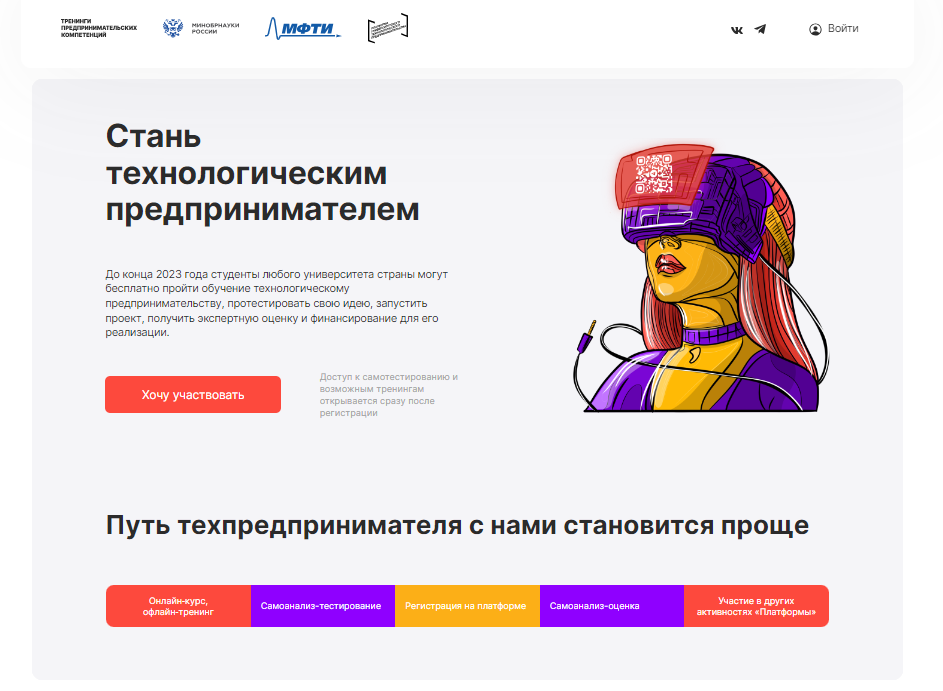 ТРЕНИНГИ
ПРЕДПРИНИМАТЕЛЬСКИХ
КОМПЕТЕНЦИЙ
МИНОБРНАУКИ
РОССИИ
МФТИ
Войти
Стань
технологическим
предпринимателем
До конца 2023 года студенты любого университета страны могут
бесплатно пройти обучение технологическому
предпринимательству, протестировать свою идею, запустить
проект, получить экспертную оценку и финансирование для его
реализации.
Хочу участвовать
Доступ к самотестированию и
возможным тренингам
открывается сразу после
регистрации
Путь техпредпринимателя с нами становится проще
Онлайн-курс,
офлайн-тренинг
Самоанализ-тестирование
Регистрация на платформе
Самоанализ-оценка
Участие в других
активностях «Платформы»